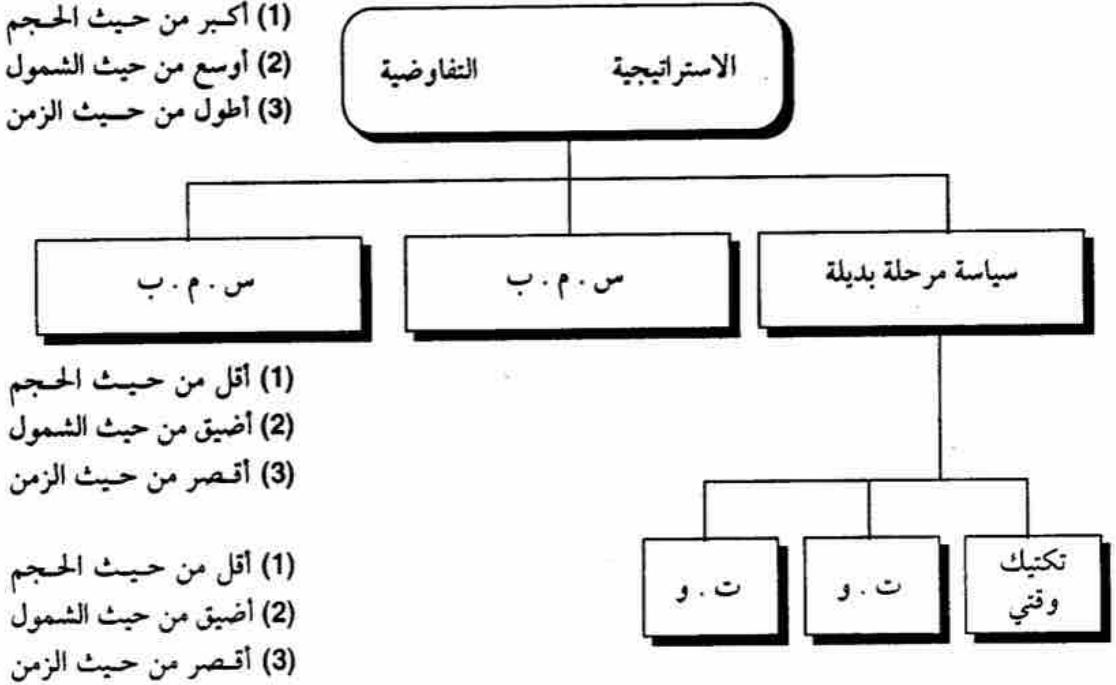 (1) أكبر من حيث الحجم
(2) أوسع من حيث الشمول
(3) أطول من حيث الزمن
الاستراتيجية التفاوضية
سياسة مرحلة بديلة
س . م . ب
س . م . ب
(1) أقل من حيث الحجم
(2) أضيق من حيث الشمول
(3) أقصر من حيث الزمن
تكتيك
وقتي
ت . و
ت . و
(1) أقل من حيث الحجم
(2) أضيق من حيث الشمول
(3) أقصر من حيث الزمن